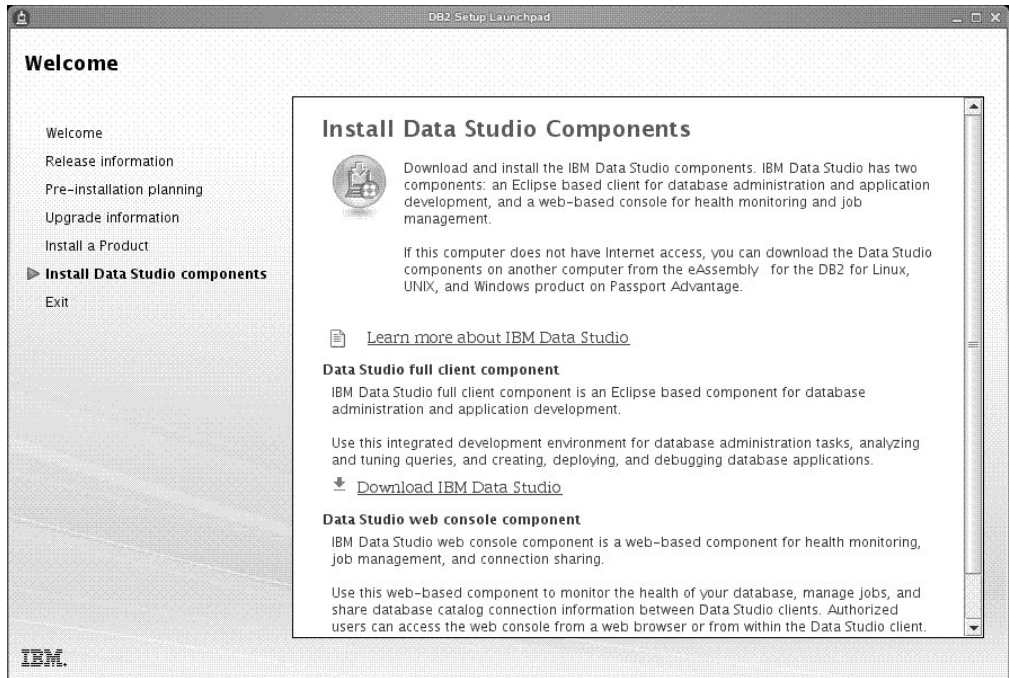 DB2 Setup Launchpad
Welcome
Welcome
Release information
Pre-installation planning
Upgrade information
Install a Product
Install Data Studio components
Exit
Install Data Studio Components
Download and install the IBM Data Studio components. IBM Data Studio has two
components: an Eclipse based client for database administration and application
development, and a web-based console for health monitoring and job
management.
If this computer does not have Internet access, you can download the Data Studio
components on another computer from the eAssembly for the DB2 for Linux,
UNIX, and Windows product on Passport Advantage.
Learn more about IBM Data Studio
Data Studio full client component
IBM Data Studio full client component is an Eclipse based component for database
administration and application development.
Use this integrated development environment for database administration tasks, analyzing
and tuning queries, and creating, deploying, and debugging database applications.
Download IBM Data Studio
Data Studio web console component
IBM Data Studio web console component is a web-based component for health monitoring,
job management, and connection sharing.
Use this web-based component to monitor the health of your database, manage jobs, and
share database catalog connection information between Data Studio clients. Authorized
users can access the web console from a web browser or from within the Data Studio client.
IBM.